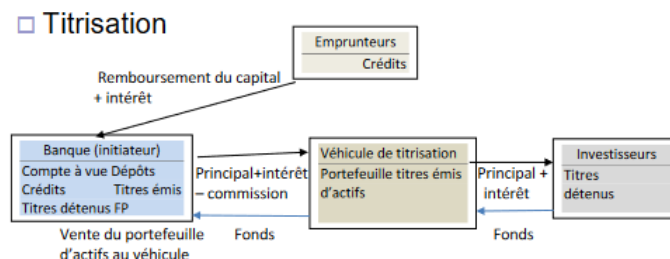 Titrisation
Emprunteurs
Crédits
Remboursement du capital
+ intérêt
Banque (initiateur)
Compte à vue Dépôts
Crédits Titres émis
Titres détenus FP
Principal+intérêt
– commission
Véhicule de titrisation
Portefeuille titres émis
d'actifs
Principal +
intérêt
Investisseurs
Titres
détenus
Vente du portefeuille
d'actifs au véhicule
Fonds
Fonds